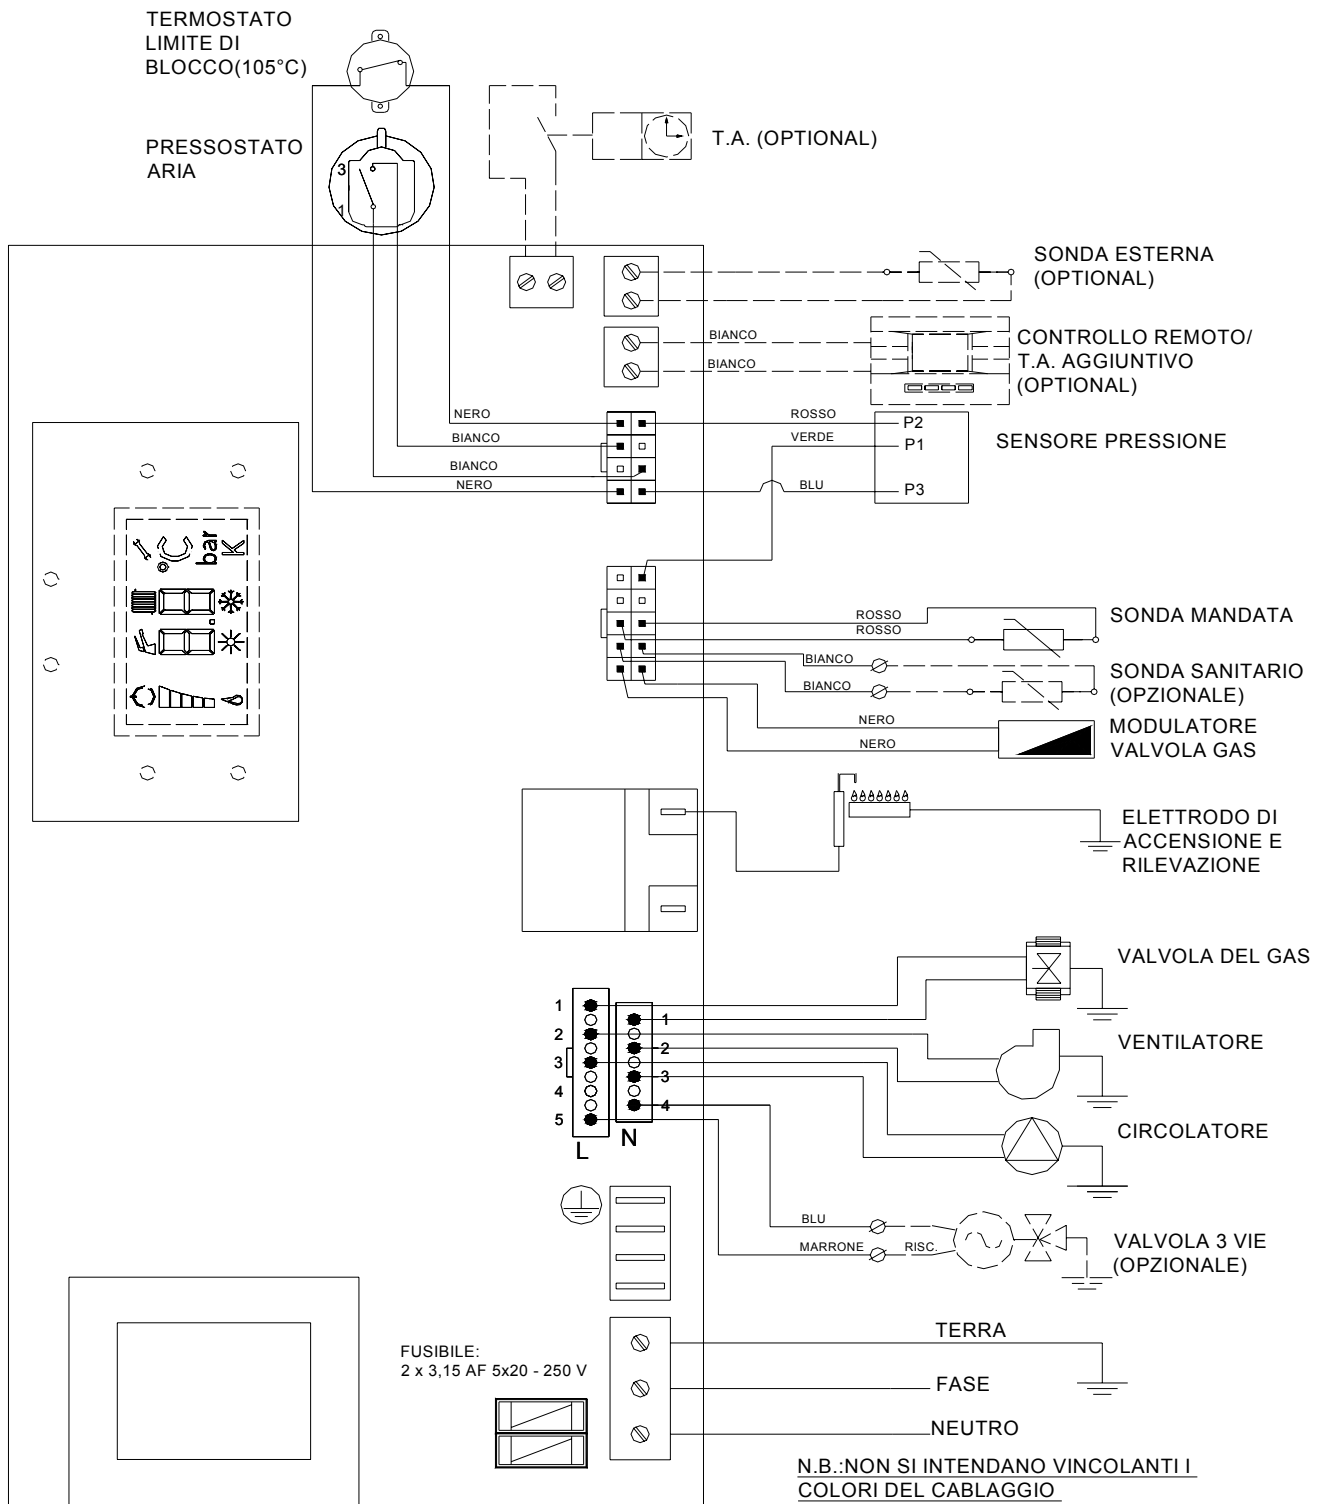 TERMOSTATO
LIMITE DI
BLOCCO(105°C)
PRESSOSTATO
ARIA
3
1
T.A. (OPTIONAL)
SONDA ESTERNA
(OPTIONAL)
BIANCO
BIANCO
CONTROLLO REMOTO/
T.A. AGGIUNTIVO
(OPTIONAL)
NERO
BIANCO
BIANCO
NERO
ROSSO
VERDE
BLU
P2
P1
P3
SENSORE PRESSIONE
°C
bar
K
ROSSO
ROSSO
SONDA MANDATA
BIANCO
BIANCO
SONDA SANITARIO
(OPZIONALE)
NERO
NERO
MODULATORE
VALVOLA GAS
ELETTRODO DI
ACCENSIONE E
RILEVAZIONE
VALVOLA DEL GAS
1
2
3
4
5
L
1
2
3
4
N
VENTILATORE
CIRCOLATORE
BLU
MARRONE
RISC.
VALVOLA 3 VIE
(OPZIONALE)
FUSIBILE:
2 x 3,15 AF 5x20 - 250 V
TERRA
FASE
NEUTRO
N.B.:NON SI INTENDANO VINCOLANTI I
COLORI DEL CABLAGGIO